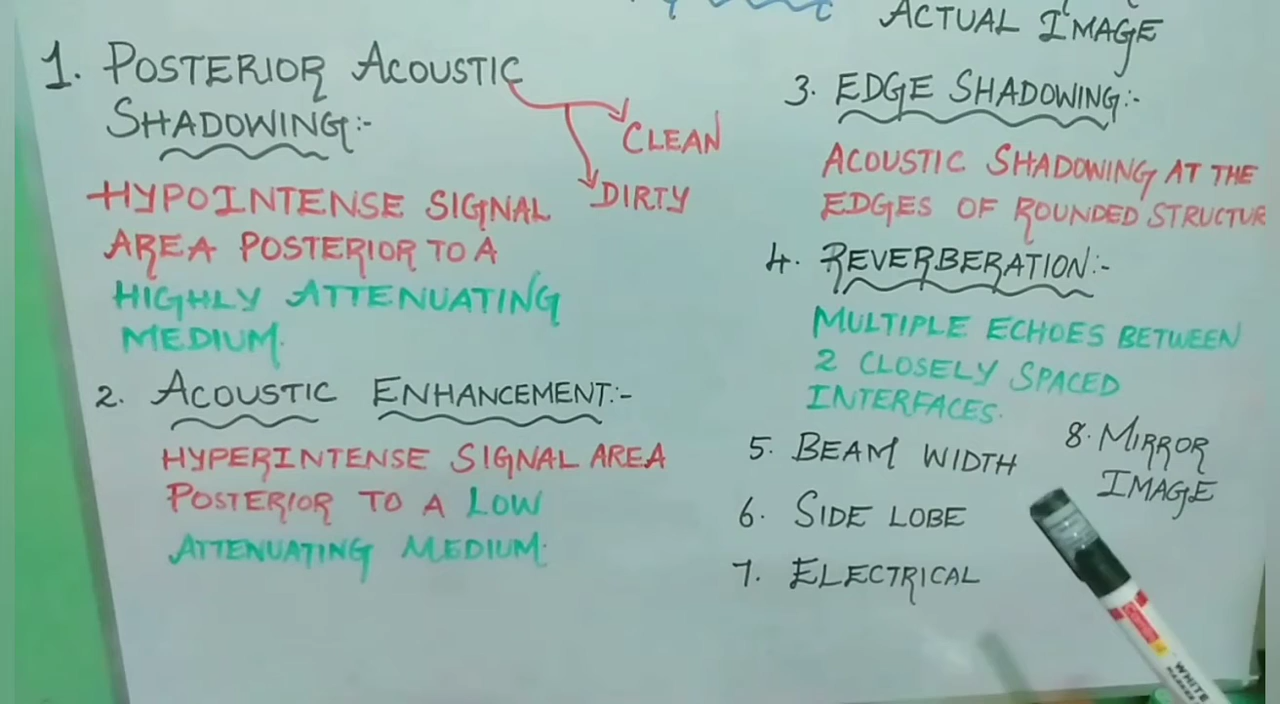 ACTUAL IMAGE
1. POSTERIOR ACOUSTIC
SHADOWING:-
CLEAN
DIRTY
HYPOINTENSE SIGNAL
AREA POSTERIOR TO A
HIGHLY ATTENUATING
MEDIUM.
2. ACOUSTIC ENHANCEMENT:-
HYPERINTENSE SIGNAL AREA
POSTERIOR TO A LOW
ATTENUATING MEDIUM.
3. EDGE SHADOWING:-
ACOUSTIC SHADOWING AT THE
EDGES OF ROUNDED STRUCTUR
4. REVERBERATION:-
MULTIPLE ECHOES BETWEEN
2 CLOSELY SPACED
INTERFACES.
5. BEAM WIDTH
6. SIDE LOBE
7. ELECTRICAL
8. MIRROR
IMAGE
WHITE